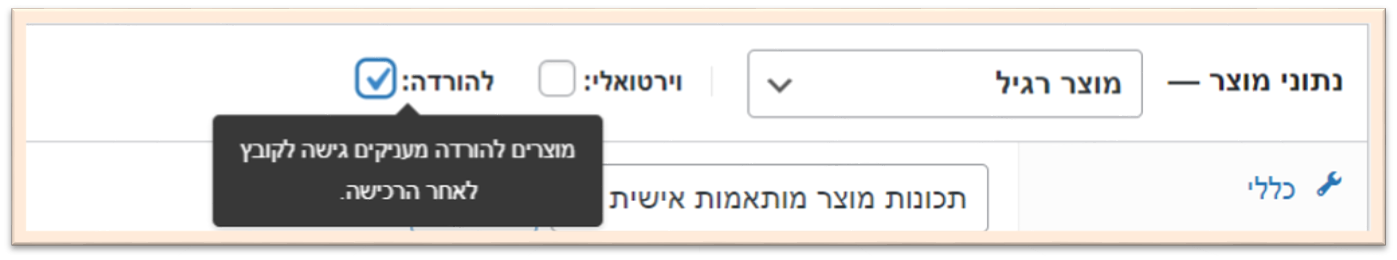 נתוני מוצר — מוצר רגיל וירטואלי: להורדה:
מוצרים להורדה מעניקים גישה לקובץ
לאחר הרכישה.
כללי
תכונות מוצר מותאמות אישית